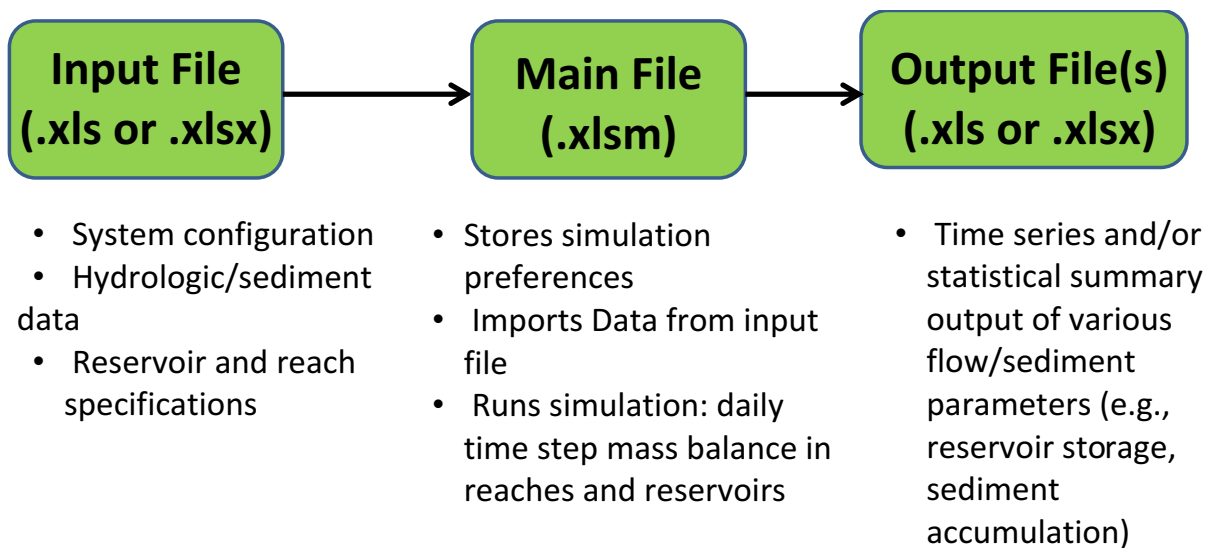 Input File
(.xls or .xlsx)
Main File
(.xlsm)
Output File(s)
(.xls or .xlsx)
• System configuration
• Hydrologic/sediment
data
• Reservoir and reach
specifications
• Stores simulation
preferences
• Imports Data from input
file
• Runs simulation: daily
time step mass balance in
reaches and reservoirs
• Time series and/or
statistical summary
output of various
flow/sediment
parameters (e.g.,
reservoir storage,
sediment
accumulation)